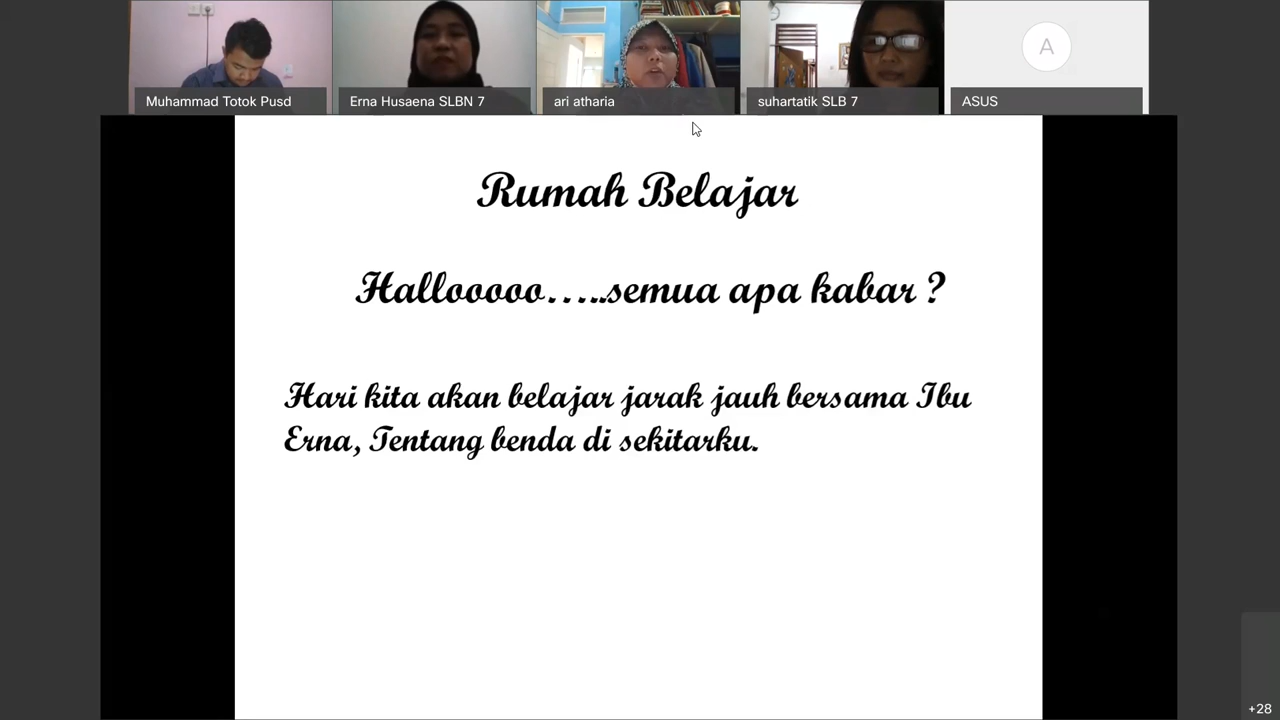 Muhammad Totok Pusd
Erna Husaena SLBN 7
ari atharia
suhartatik SLB 7
A
ASUS
Rumah Belajar
Hallooooo.....semua apa kabar ?
Hari kita akan belajar jarak jauh bersama Ibu
Erna, Tentang benda di sekitarku.
+28